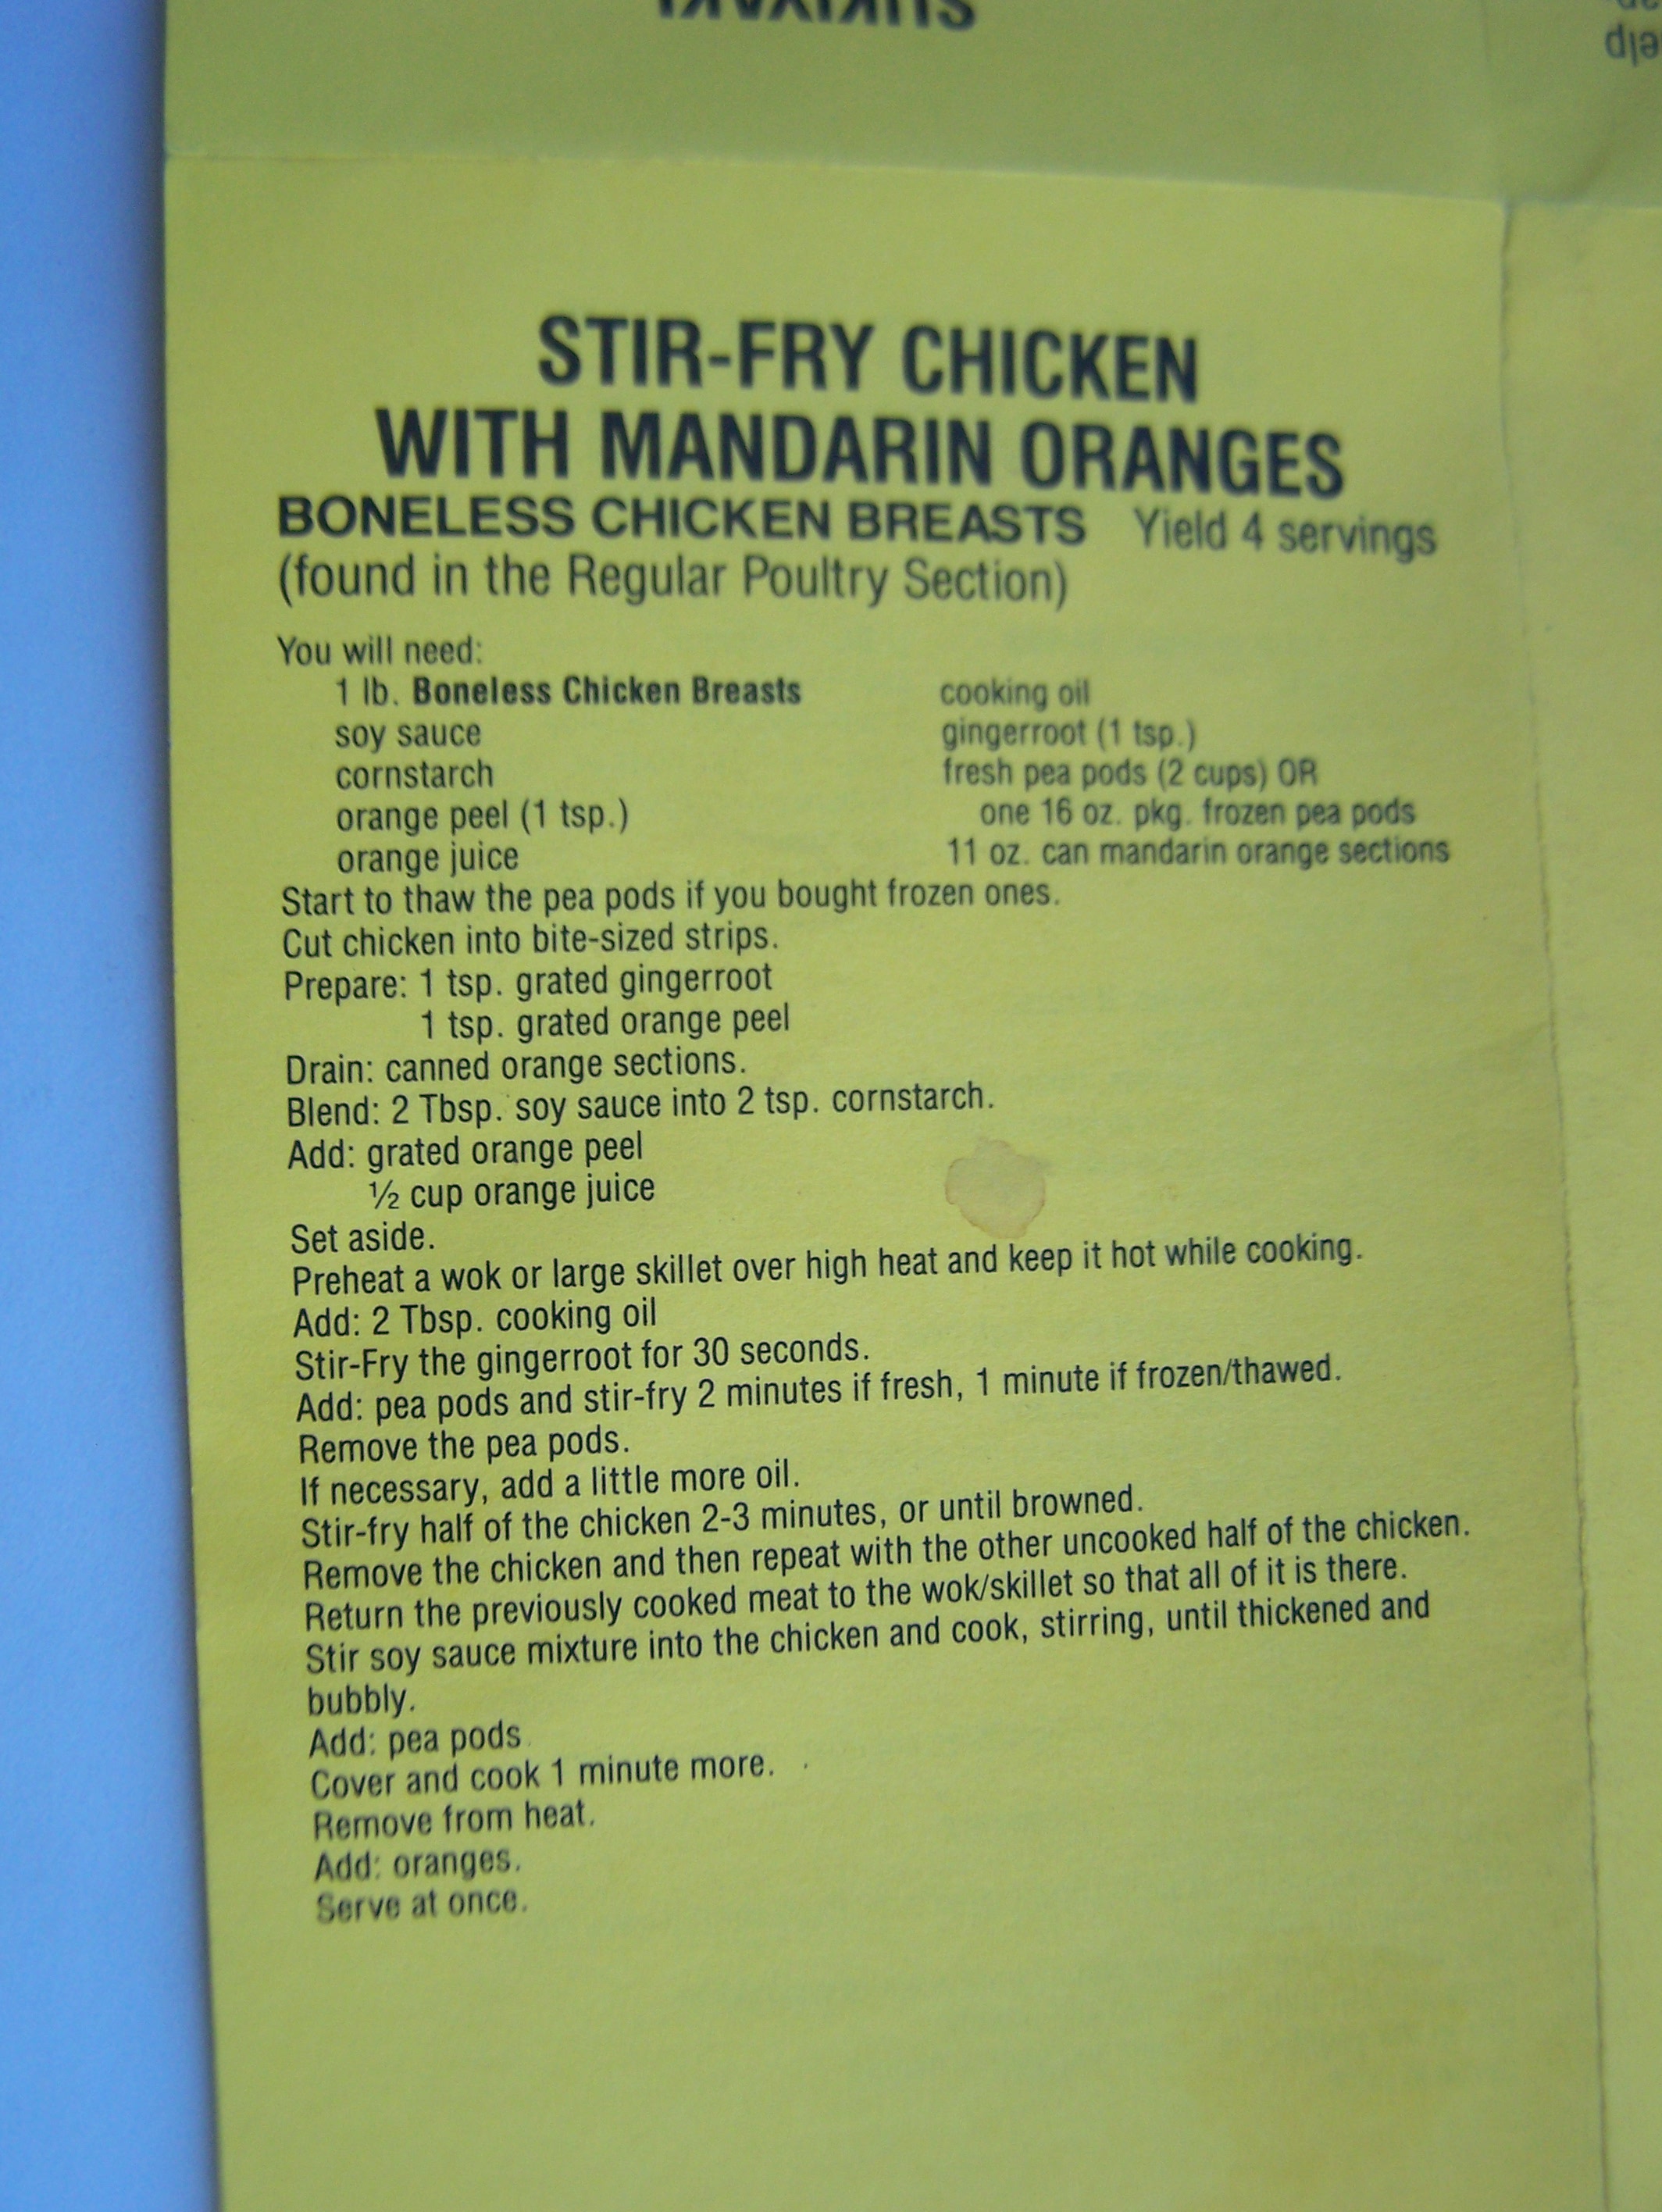 SUKIYAKI
elp
STIR-FRY CHICKEN
WITH MANDARIN ORANGES
BONELESS CHICKEN BREASTS Yield 4 servings
(found in the Regular Poultry Section)
You will need:
1 lb. Boneless Chicken Breasts
soy sauce
cornstarch
orange peel (1 tsp.)
orange juice
cooking oil
gingerroot (1 tsp.)
fresh pea pods (2 cups) OR
one 16 oz. pkg. frozen pea pods
11 oz. can mandarin orange sections
Start to thaw the pea pods if you bought frozen ones.
Cut chicken into bite-sized strips.
Prepare: 1 tsp. grated gingerroot
1 tsp. grated orange peel
Drain: canned orange sections.
Blend: 2 Tbsp. soy sauce into 2 tsp. cornstarch.
Add: grated orange peel
½ cup orange juice
Set aside.
Preheat a wok or large skillet over high heat and keep it hot while cooking.
Add: 2 Tbsp. cooking oil
Stir-Fry the gingerroot for 30 seconds.
Add: pea pods and stir-fry 2 minutes if fresh, 1 minute if frozen/thawed.
Remove the pea pods.
If necessary, add a little more oil.
Stir-fry half of the chicken 2-3 minutes, or until browned.
Remove the chicken and then repeat with the other uncooked half of the chicken.
Return the previously cooked meat to the wok/skillet so that all of it is there.
Stir soy sauce mixture into the chicken and cook, stirring, until thickened and
bubbly.
Add: pea pods
Cover and cook 1 minute more.
Remove from heat.
Add: oranges.
Serve at once.